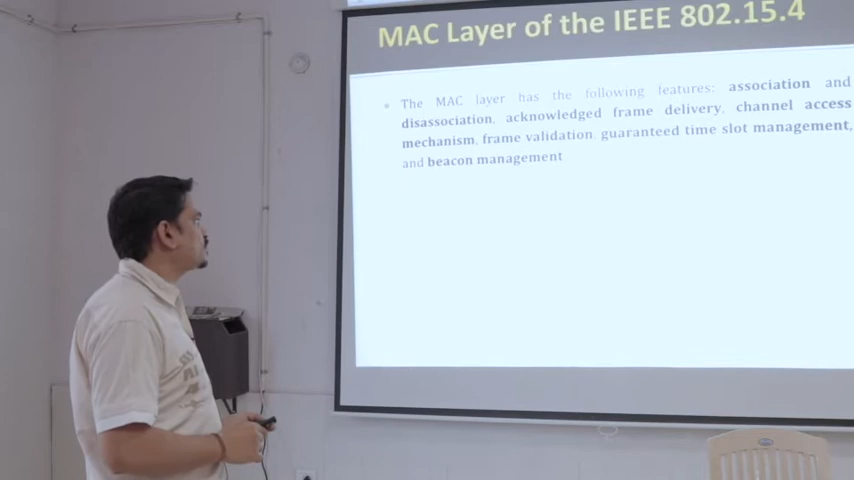 MAC Layer of the IEEE 802.15.4
• The MAC layer has the following features: association and
disassociation, acknowledged frame delivery, channel access
mechanism, frame validation, guaranteed time slot management,
and beacon management